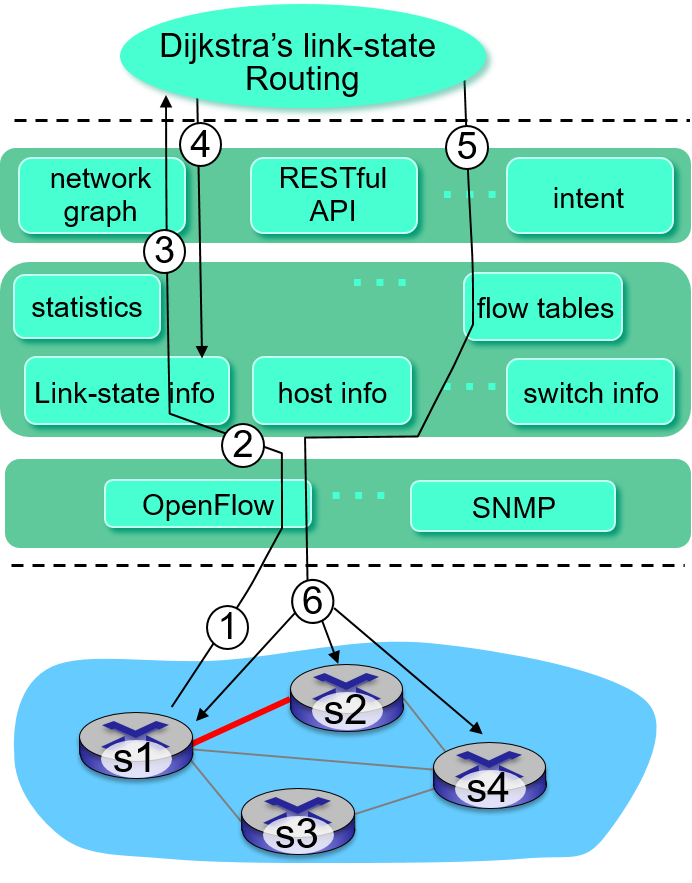 Dijkstra's link-state
Routing
4
5
network
graph
RESTful
API
intent
3
statistics
flow tables
Link-state info
host info
switch info
2
OpenFlow
SNMP
6
1
s2
s1
s4
s3